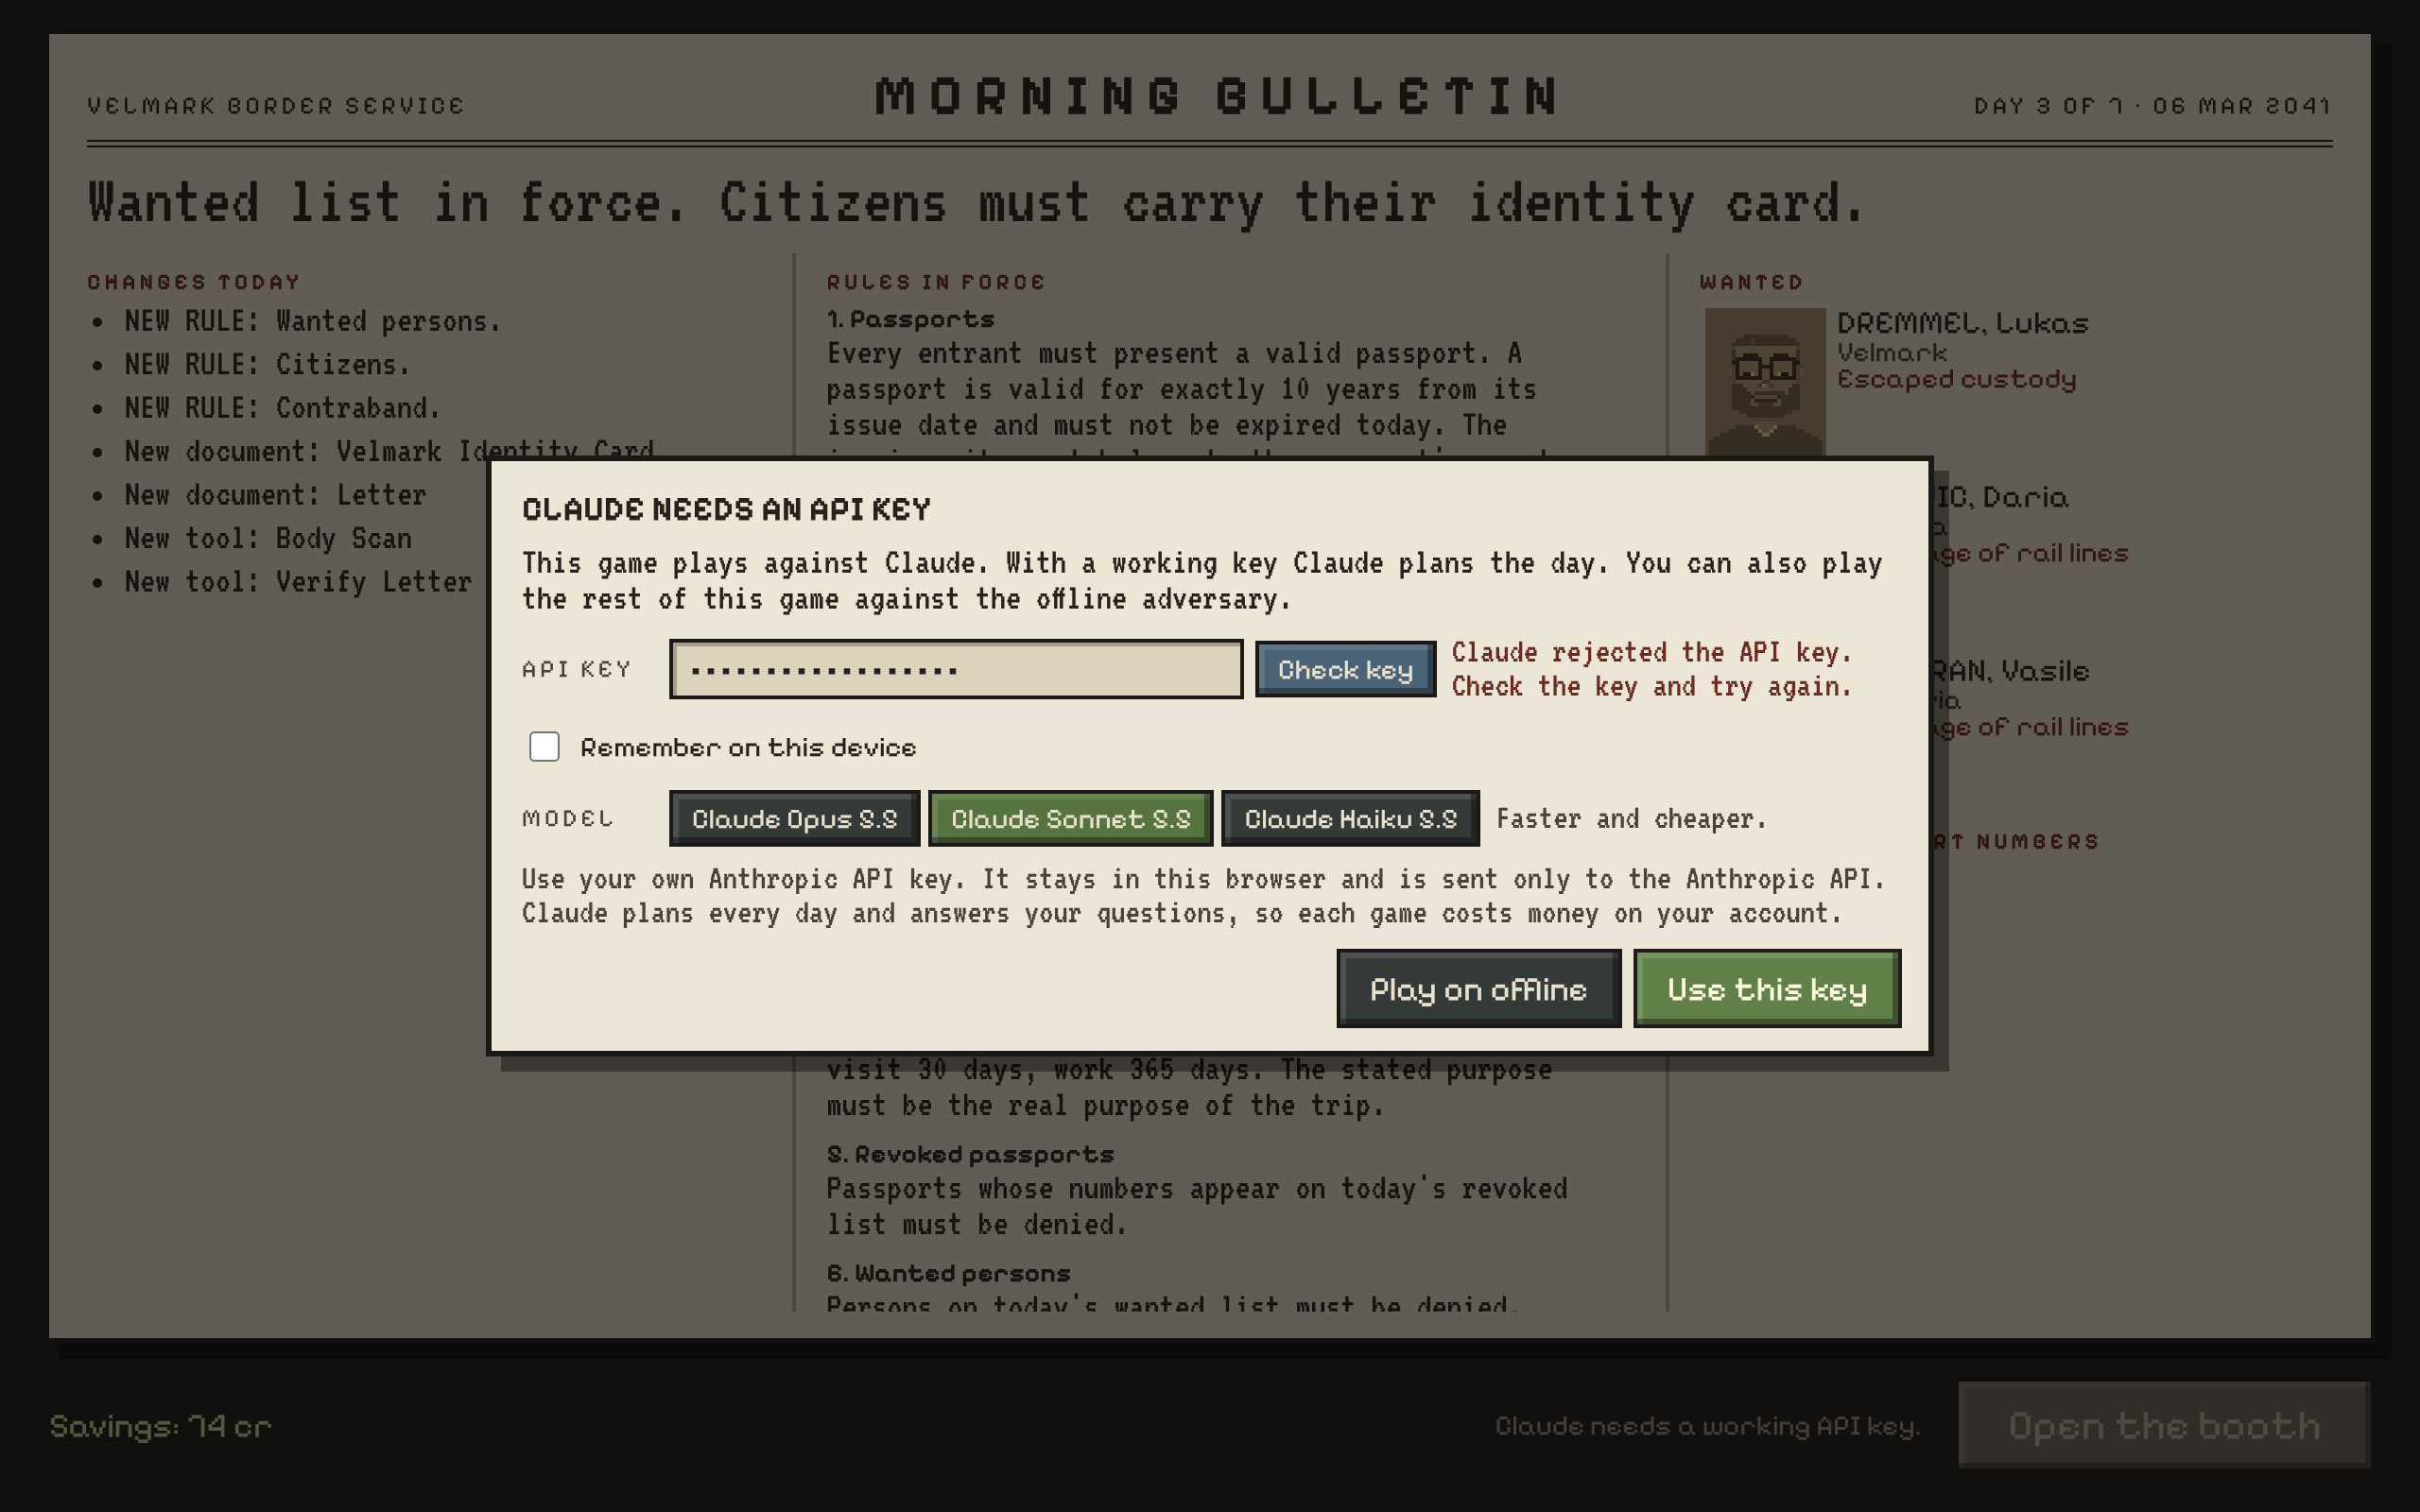 VELMARK BORDER SERVICE
MORNING BULLETIN
DAY 3 OF 7 · 06 MAR 2041
Wanted list in force. Citizens must carry their identity card.
CHANGES TODAY
• NEW RULE: Wanted persons.
• NEW RULE: Citizens.
• NEW RULE: Contraband.
• New document: Velmark Identity Card
• New document: Letter
• New tool: Body Scan
• New tool: Verify Letter
RULES IN FORCE
1. Passports
Every entrant must present a valid passport. A
passport is valid for exactly 10 years from its
issue date and must not be expired today. The
WANTED
DREMMEL, Lukas
Velmark
Escaped custody
Daria
of rail lines
Vasile
of rail lines
NUMBERS
CLAUDE NEEDS AN API KEY
This game plays against Claude. With a working key Claude plans the day. You can also play
the rest of this game against the offline adversary.
API KEY
Check key
Claude rejected the API key.
Check the key and try again.
Remember on this device
MODEL
Claude Opus 5.5
Claude Sonnet 5.5
Claude Haiku 5.5
Faster and cheaper.
Use your own Anthropic API key. It stays in this browser and is sent only to the Anthropic API.
Claude plans every day and answers your questions, so each game costs money on your account.
Play on offline
Use this key
visit 30 days, work 365 days. The stated purpose
must be the real purpose of the trip.
5. Revoked passports
Passports whose numbers appear on today's revoked
list must be denied.
6. Wanted persons
Persons on today's wanted list must be denied.
Savings: 74 cr
Claude needs a working API key.
Open the booth